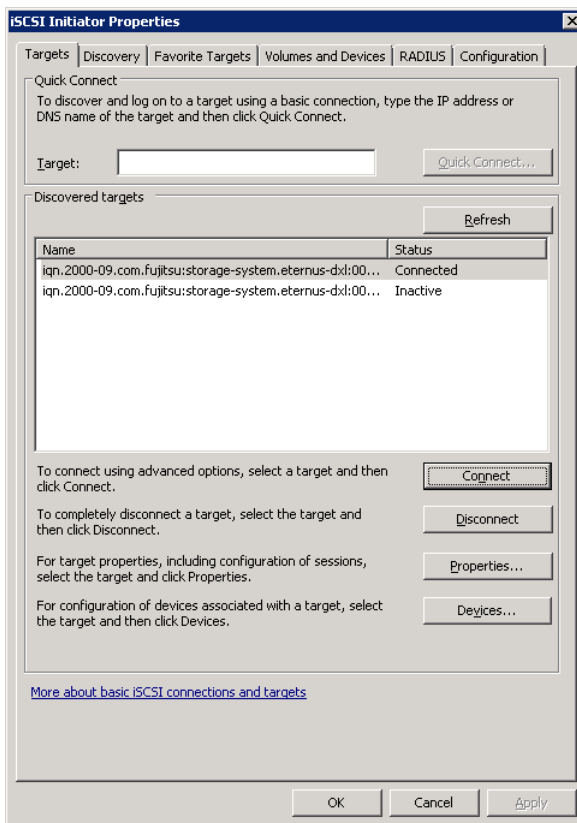 iSCSI Initiator Properties
Targets Discovery Favorite Targets Volumes and Devices RADIUS Configuration
Quick Connect
To discover and log on to a target using a basic connection, type the IP address or
DNS name of the target and then click Quick Connect.
Target:
Quick Connect...
Discovered targets
Refresh
Name Status
iqn.2000-09.com.fujitsu:storage-system.eternus-dxl:00... Connected
iqn.2000-09.com.fujitsu:storage-system.eternus-dxl:00... Inactive
To connect using advanced options, select a target and then
click Connect.
Connect
To completely disconnect a target, select the target and
then click Disconnect.
Disconnect
For target properties, including configuration of sessions,
select the target and click Properties.
Properties...
For configuration of devices associated with a target, select
the target and then click Devices.
Devices...
More about basic iSCSI connections and targets
OK Cancel Apply